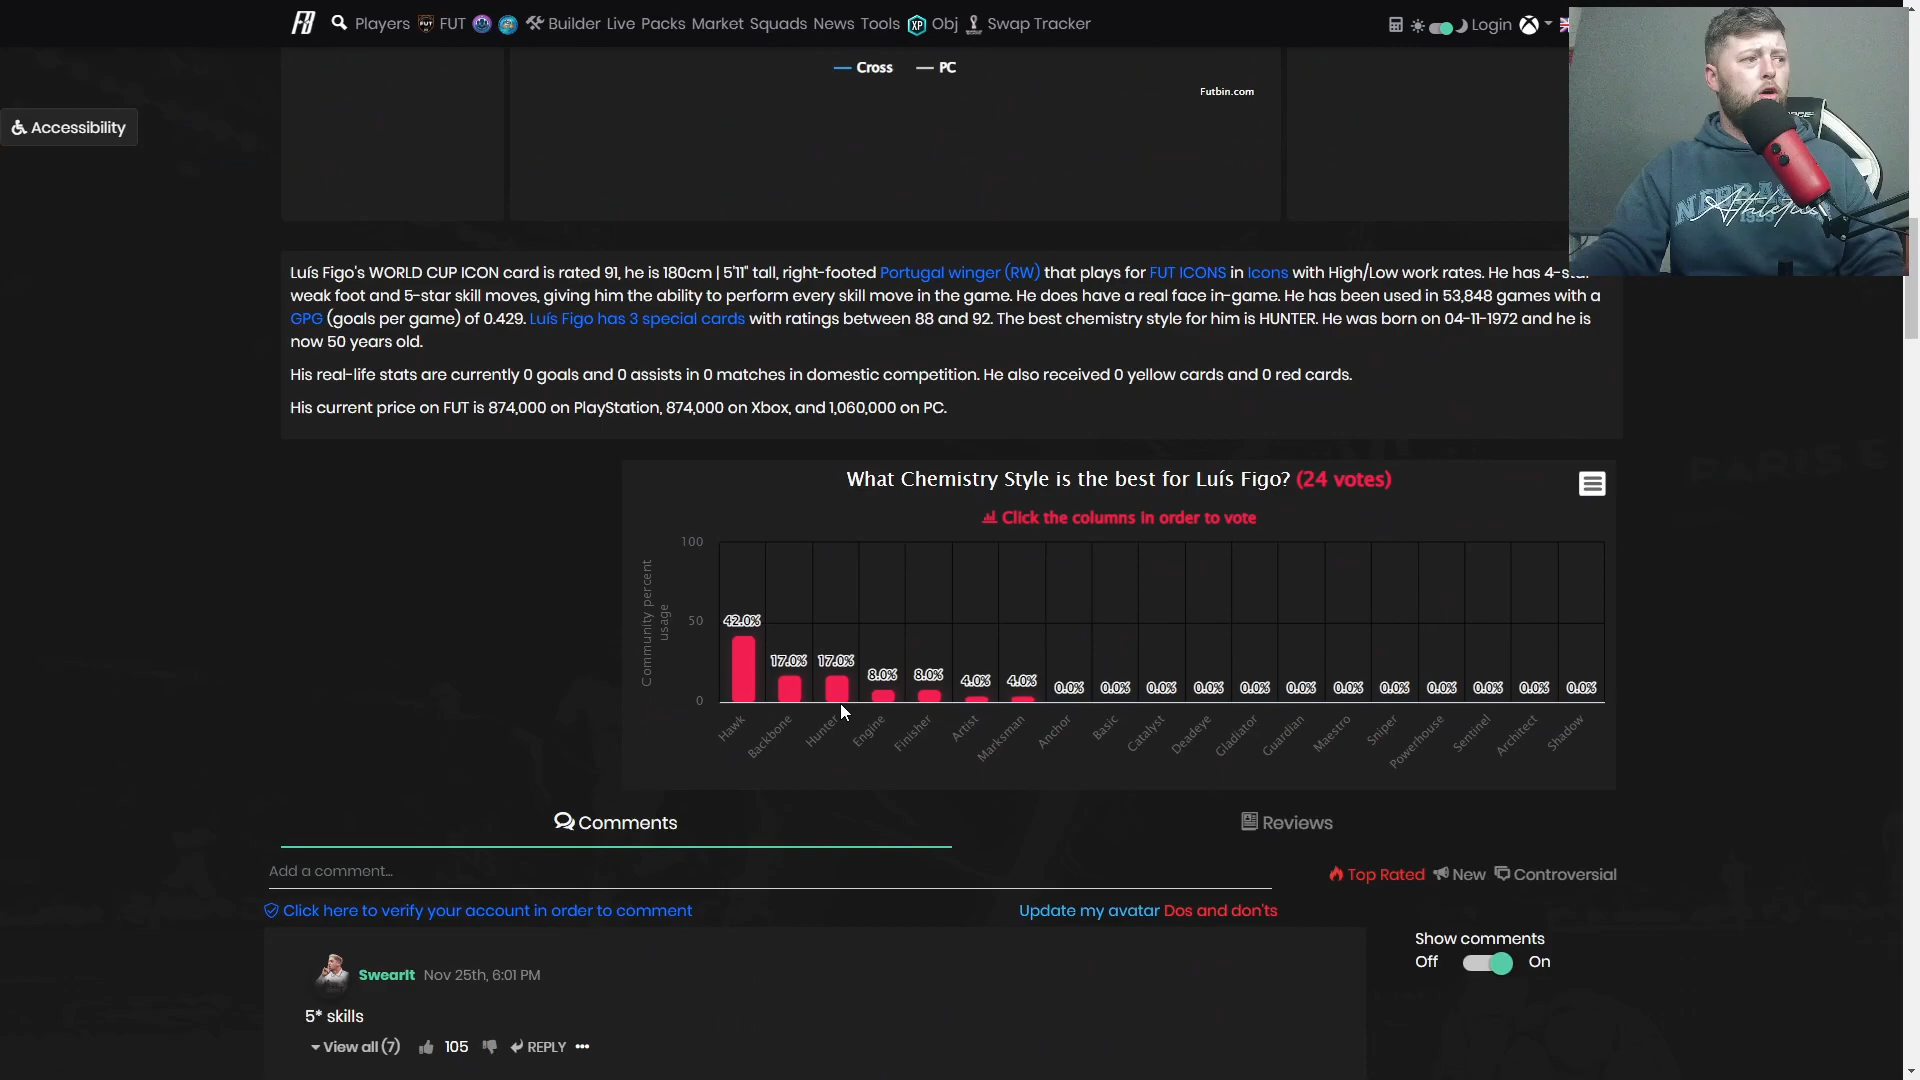 Players FUT Builder Live Packs Market Squads News Tools XP Obj Swap Tracker Login
Cross PC
Futbin.com
Accessibility
Luís Figo's WORLD CUP ICON card is rated 91, he is 180cm | 5'11" tall, right-footed Portugal winger (RW) that plays for FUT ICONS in Icons with High/Low work rates. He has 4-star
weak foot and 5-star skill moves, giving him the ability to perform every skill move in the game. He does have a real face in-game. He has been used in 53,848 games with a
GPG (goals per game) of 0.429. Luís Figo has 3 special cards with ratings between 88 and 92. The best chemistry style for him is HUNTER. He was born on 04-11-1972 and he is
now 50 years old.
His real-life stats are currently 0 goals and 0 assists in 0 matches in domestic competition. He also received 0 yellow cards and 0 red cards.
His current price on FUT is 874,000 on PlayStation, 874,000 on Xbox, and 1,060,000 on PC.
What Chemistry Style is the best for Luís Figo? (24 votes)
Click the columns in order to vote
Community percent
usage
100
50
0
42.0% 17.0% 17.0% 8.0% 8.0% 4.0% 4.0% 0.0% 0.0% 0.0% 0.0% 0.0% 0.0% 0.0% 0.0% 0.0% 0.0% 0.0% 0.0%
Hawk Backbone Hunter Engine Finisher Artist Marksman Anchor Basic Catalyst Deadeye Gladiator Guardian Maestro Sniper Powerhouse Sentinel Architect Shadow
Comments Reviews
Add a comment...
Top Rated New Controversial
Click here to verify your account in order to comment
Update my avatar Dos and don'ts
Show comments
Off On
SwearIt Nov 25th, 6:01 PM
5* skills
View all (7) 105 REPLY •••